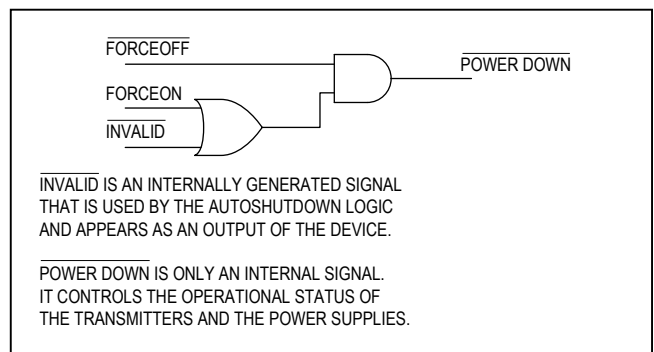 FORCEOFF
POWER DOWN
FORCEON
INVALID
INVALID IS AN INTERNALLY GENERATED SIGNAL
THAT IS USED BY THE AUTOSHUTDOWN LOGIC
AND APPEARS AS AN OUTPUT OF THE DEVICE.
POWER DOWN IS ONLY AN INTERNAL SIGNAL.
IT CONTROLS THE OPERATIONAL STATUS OF
THE TRANSMITTERS AND THE POWER SUPPLIES.